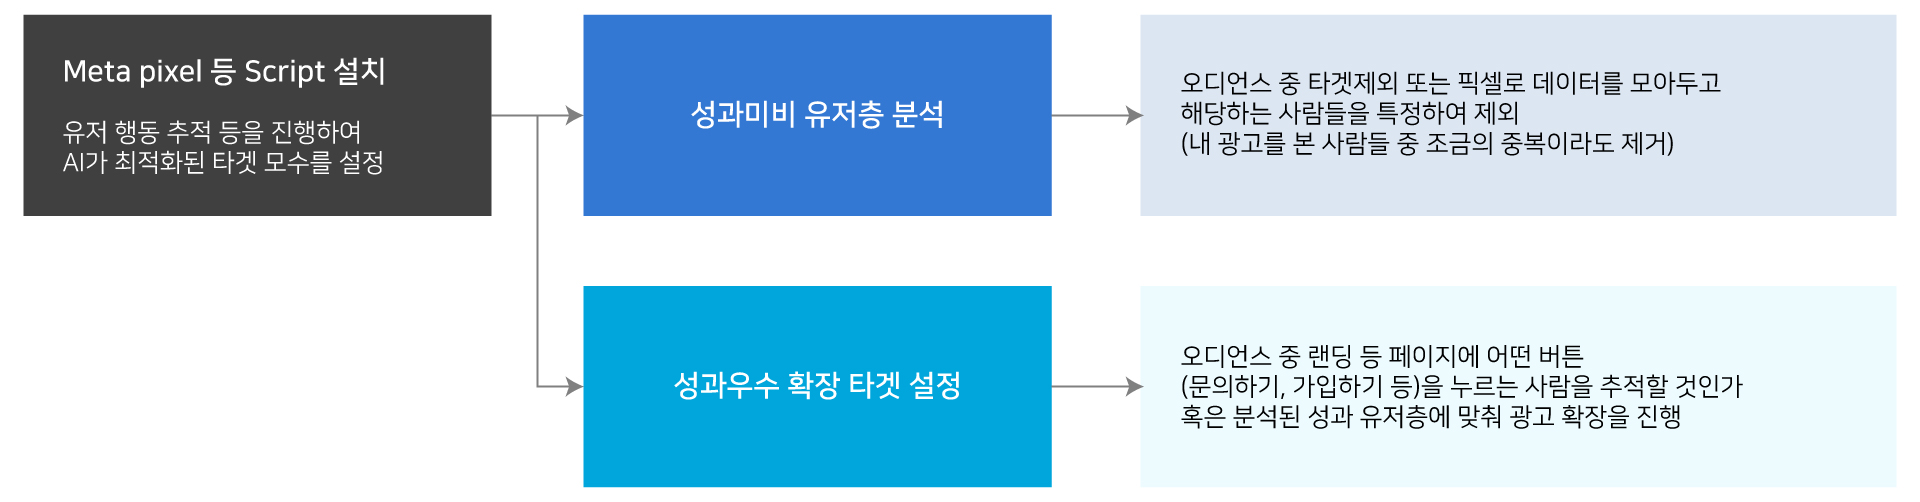 Meta pixel 등 Script 설치
유저 행동 추적 등을 진행하여
AI가 최적화된 타겟 모수를 설정
성과미비 유저층 분석
오디언스 중 타겟제외 또는 픽셀로 데이터를 모아두고
해당하는 사람들을 특정하여 제외
(내 광고를 본 사람들 중 조금의 중복이라도 제거)
성과우수 확장 타겟 설정
오디언스 중 랜딩 등 페이지에 어떤 버튼
(문의하기, 가입하기 등)을 누르는 사람을 추적할 것인가
혹은 분석된 성과 유저층에 맞춰 광고 확장을 진행